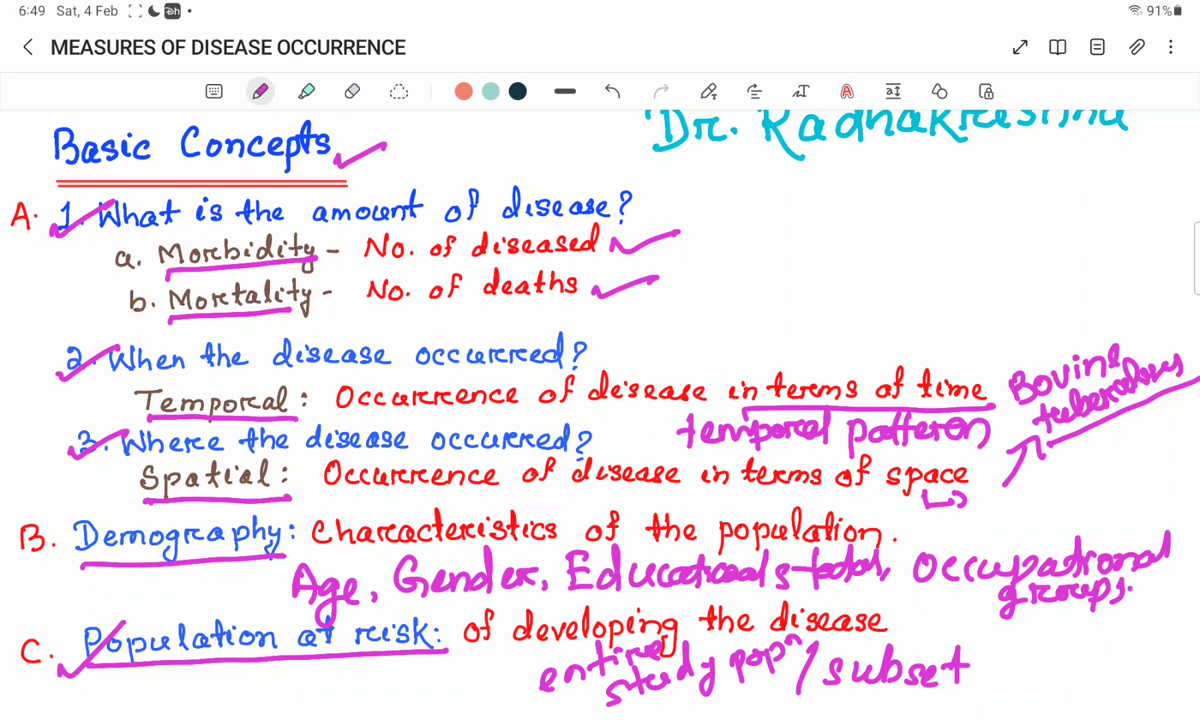 6:49 Sat, 4 Feb
91%
MEASURES OF DISEASE OCCURRENCE
Dr. Radhakrishna
Basic Concepts
A. 1. What is the amount of disease?
a. Morbidity - No. of diseased
b. Mortality - No. of deaths
2. When the disease occurred?
Temporal: Occurrence of disease in terms of time
temporal pattern
Bovine
tuberculosis
3. Where the disease occurred?
Spatial: Occurrence of disease in terms of space
B. Demography: Characteristics of the population.
Age, Gender, Educational status, Occupational
groups.
C. Population at risk: of developing the disease
entire
study popn / subset